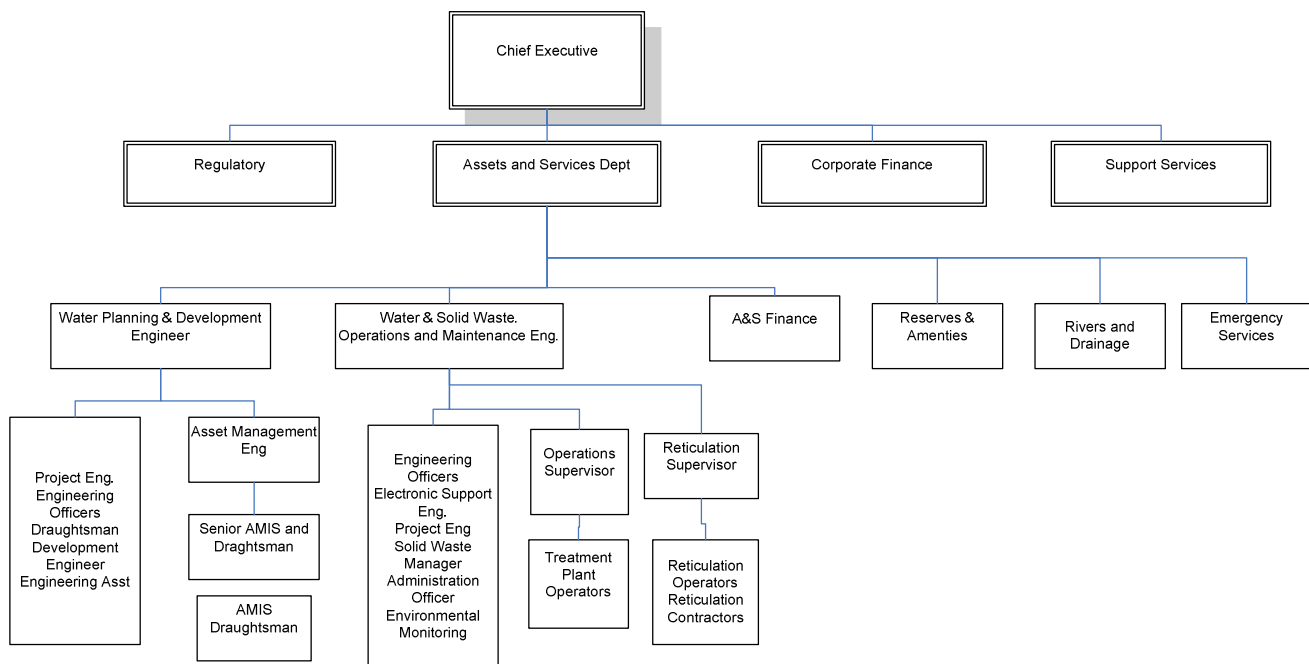 Chief Executive
Regulatory
Assets and Services Dept
Corporate Finance
Support Services
Water Planning & Development
Engineer
Water & Solid Waste.
Operations and Maintenance Eng.
A&S Finance
Reserves &
Amenties
Rivers and
Drainage
Emergency
Services
Project Eng.
Engineering
Officers
Draughtsman
Development
Engineer
Engineering Asst
Asset Management
Eng
Senior AMIS and
Draghtsman
AMIS
Draughtsman
Engineering
Officers
Electronic Support
Eng.
Project Eng
Solid Waste
Manager
Administration
Officer
Environmental
Monitoring
Operations
Supervisor
Treatment
Plant
Operators
Reticulation
Supervisor
Reticulation
Operators
Reticulation
Contractors